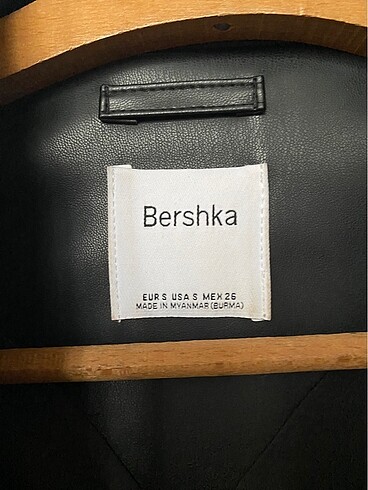 Bershka
EUR S USA S MEX 26
MADE IN MYANMAR (BURMA)